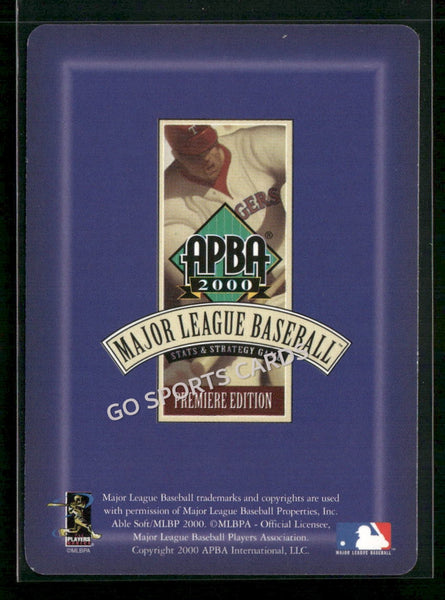 T
GERS
APBA®
2000
MAJOR LEAGUE BASEBALL™
STATS & STRATEGY G
GO SPORTS CARDS
PREMIERE EDITION
Major League Baseball trademarks and copyrights are used
with permission of Major League Baseball Properties, Inc.
Able Soft/MLBP 2000. ©MLBPA - Official Licensee,
Major League Baseball Players Association.
Copyright 2000 APBA International, LLC.
PLAYERS
©MLBPA
MAJOR LEAGUE BASEBALL